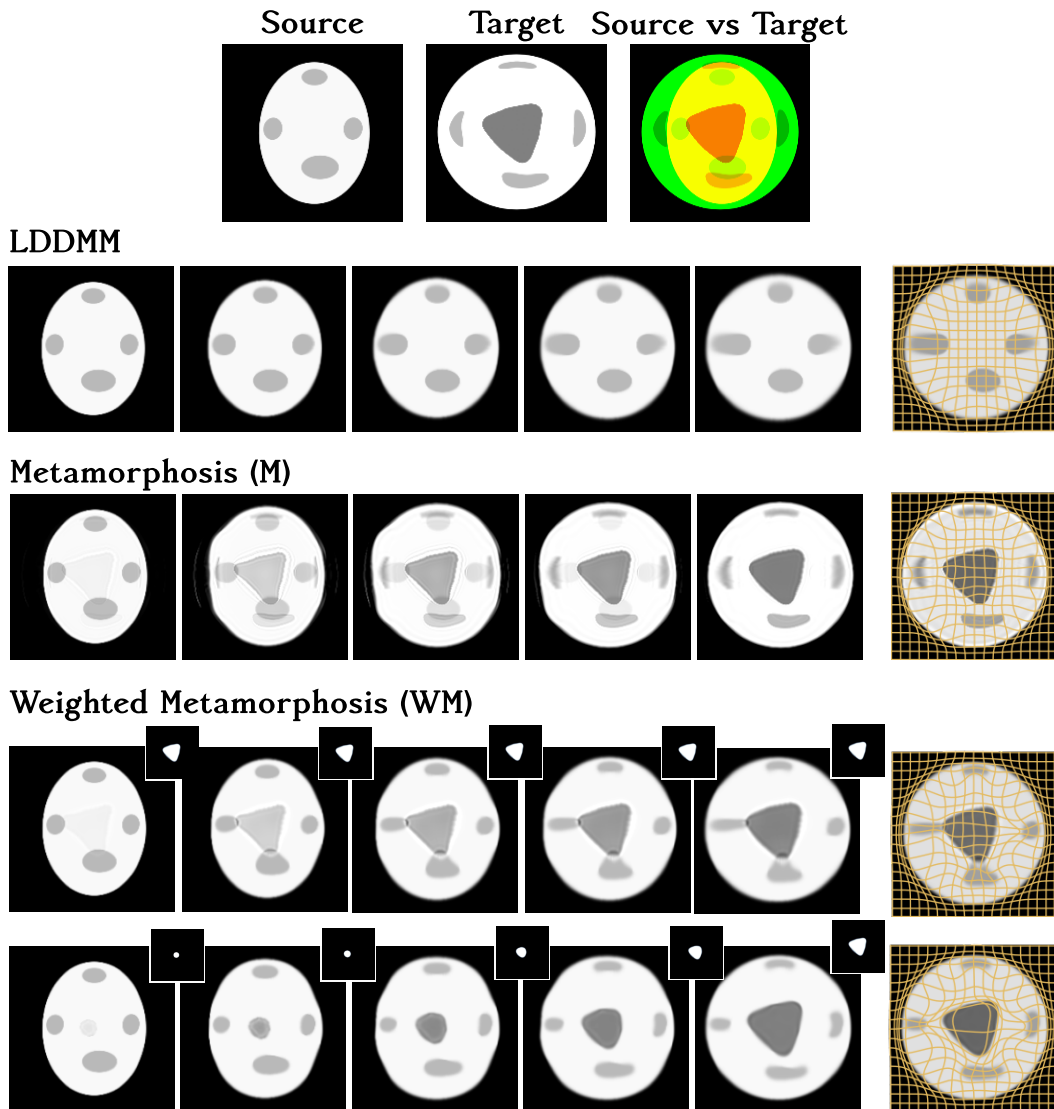 Source Target Source vs Target
LDDMM
Metamorphosis (M)
Weighted Metamorphosis (WM)